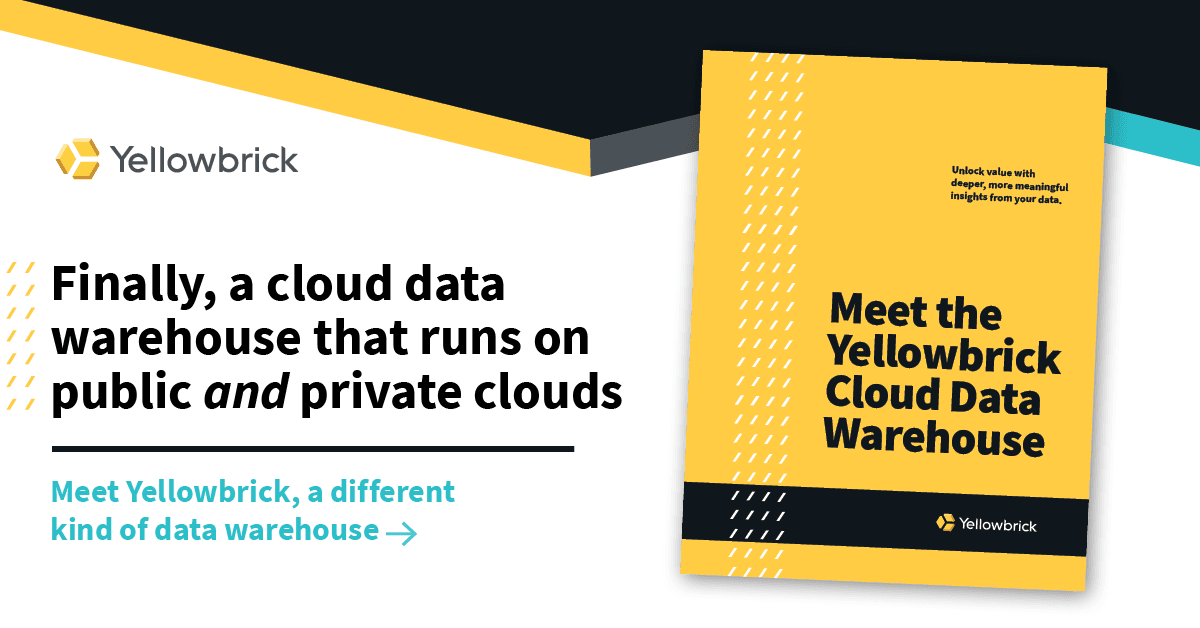 Yellowbrick
Finally, a cloud data
warehouse that runs on
public and private clouds
Meet Yellowbrick, a different
kind of data warehouse →
Unlock value with
deeper, more meaningful
insights from your data.
Meet the
Yellowbrick
Cloud Data
Warehouse
Yellowbrick